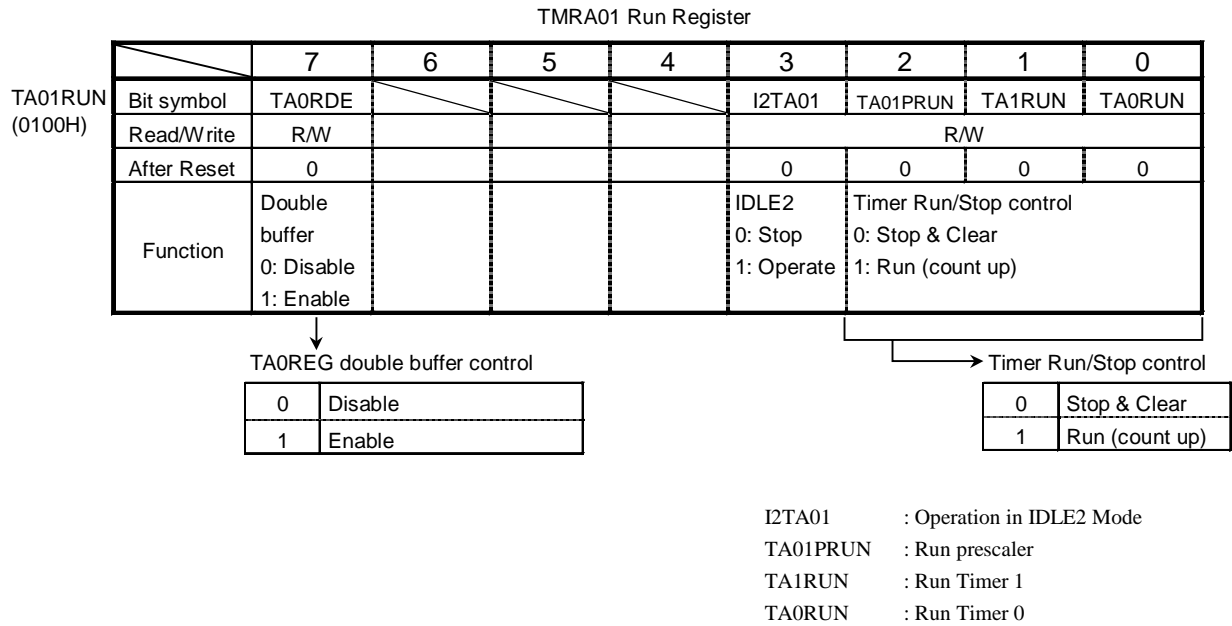 TMRA01 Run Register
7 6 5 4 3 2 1 0
TA01RUN (0100H)
Bit symbol TA0RDE I2TA01 TA01PRUN TA1RUN TA0RUN
Read/Write R/W R/W
After Reset 0 0 0 0 0
Function
Double buffer
0: Disable
1: Enable
IDLE2
0: Stop
1: Operate
Timer Run/Stop control
0: Stop & Clear
1: Run (count up)
TA0REG double buffer control
0 Disable
1 Enable
Timer Run/Stop control
0 Stop & Clear
1 Run (count up)
I2TA01 : Operation in IDLE2 Mode
TA01PRUN : Run prescaler
TA1RUN : Run Timer 1
TA0RUN : Run Timer 0